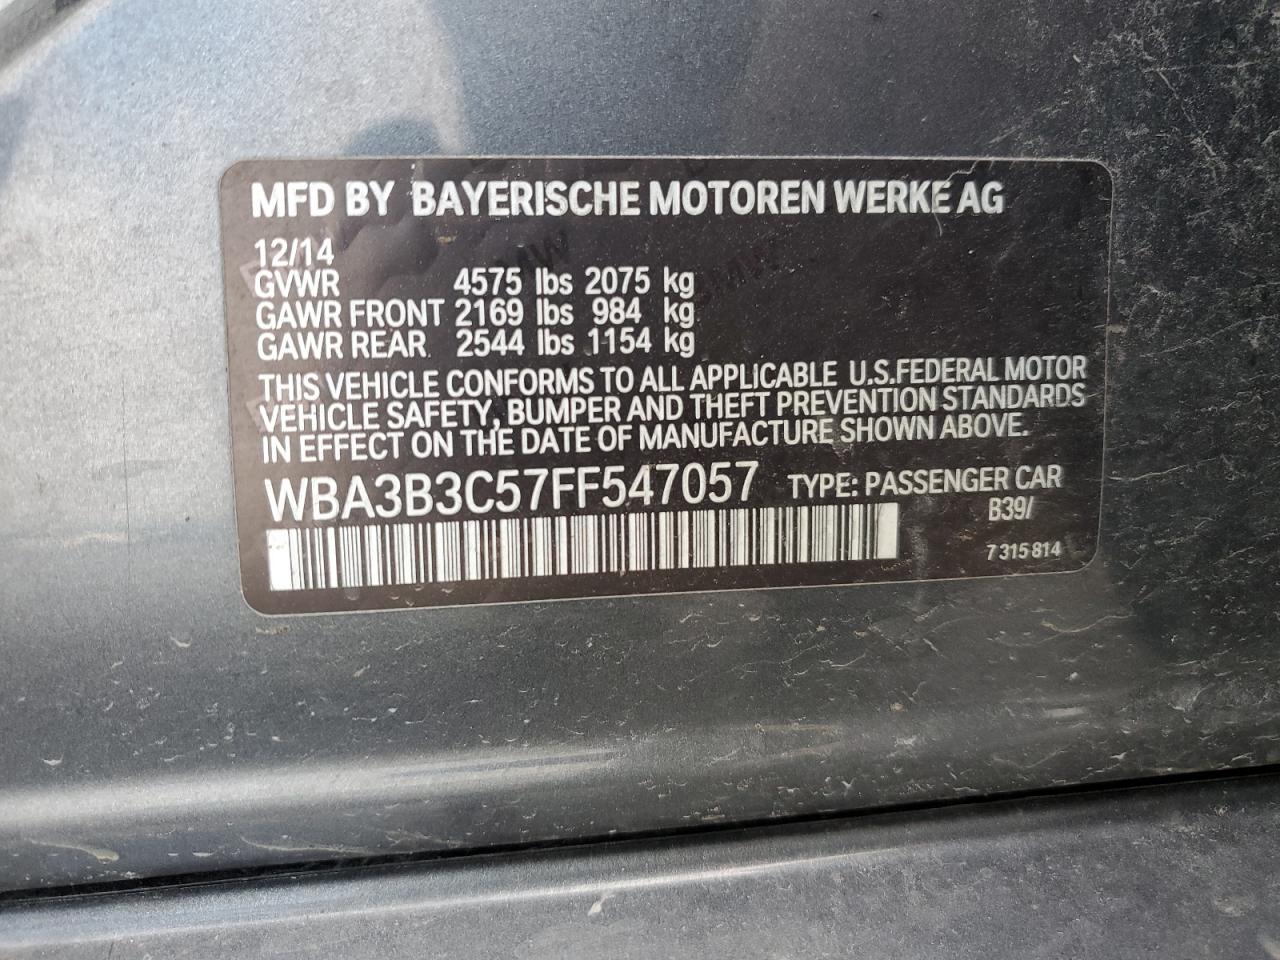 MFD BY BAYERISCHE MOTOREN WERKE AG
12/14
GVWR 4575 lbs 2075 kg
GAWR FRONT 2169 lbs 984 kg
GAWR REAR 2544 lbs 1154 kg
THIS VEHICLE CONFORMS TO ALL APPLICABLE U.S.FEDERAL MOTOR
VEHICLE SAFETY, BUMPER AND THEFT PREVENTION STANDARDS
IN EFFECT ON THE DATE OF MANUFACTURE SHOWN ABOVE.
WBA3B3C57FF547057 TYPE: PASSENGER CAR
B39/
7 315 814